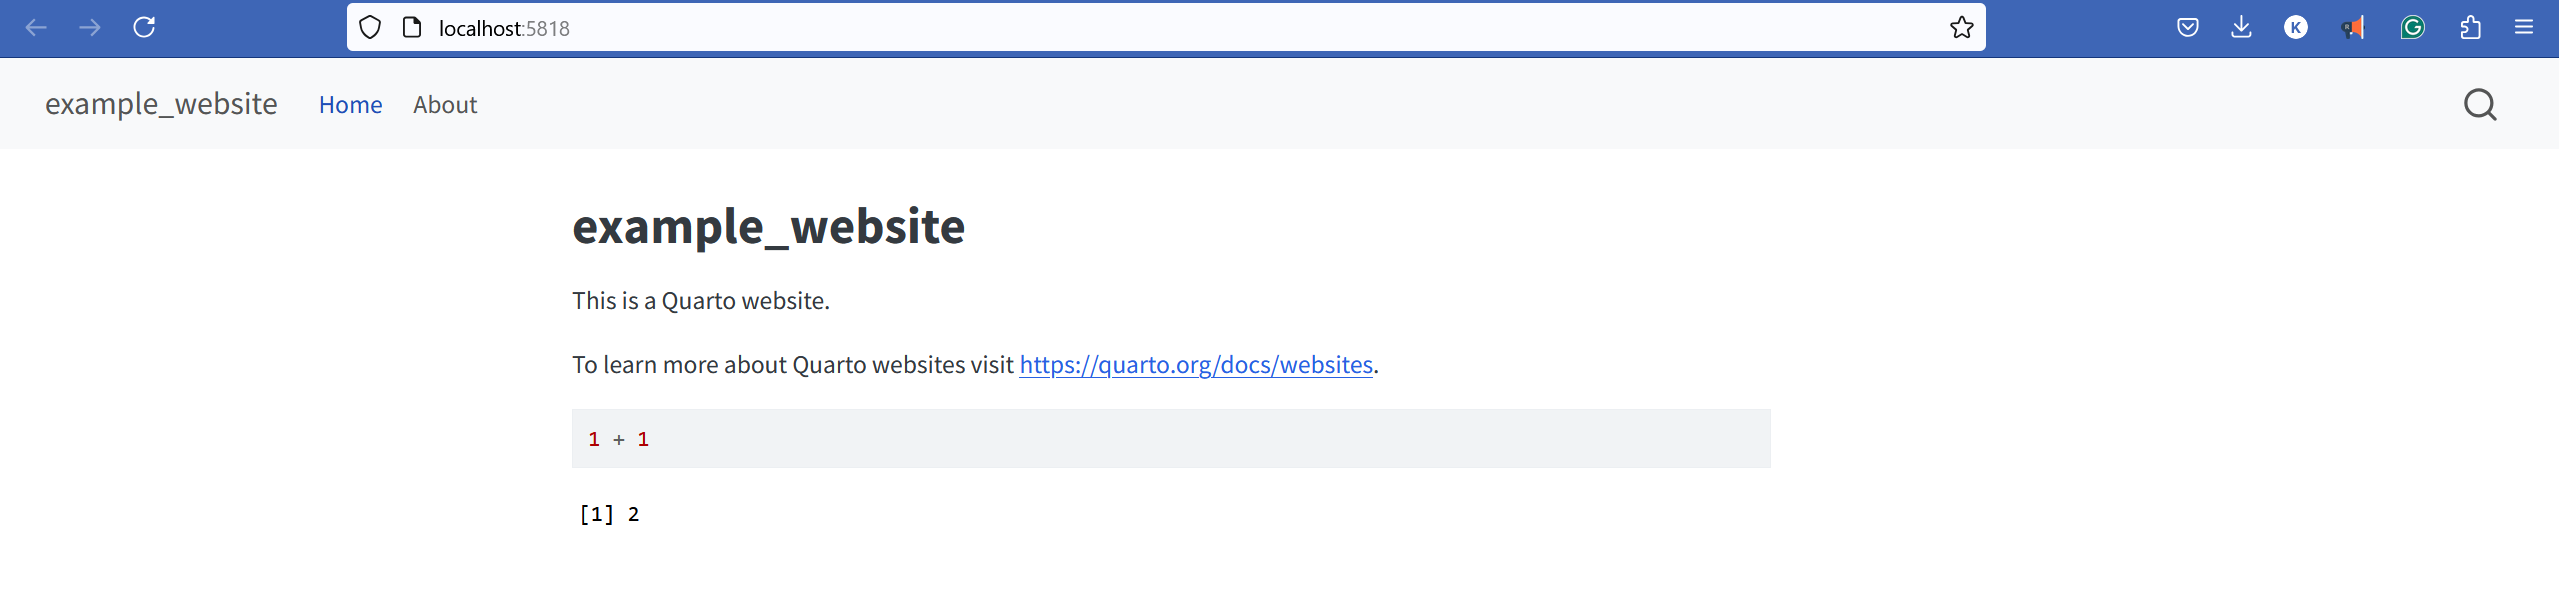 localhost:5818
K
example_website Home About
example_website
This is a Quarto website.
To learn more about Quarto websites visit https://quarto.org/docs/websites.
1 + 1
[1] 2